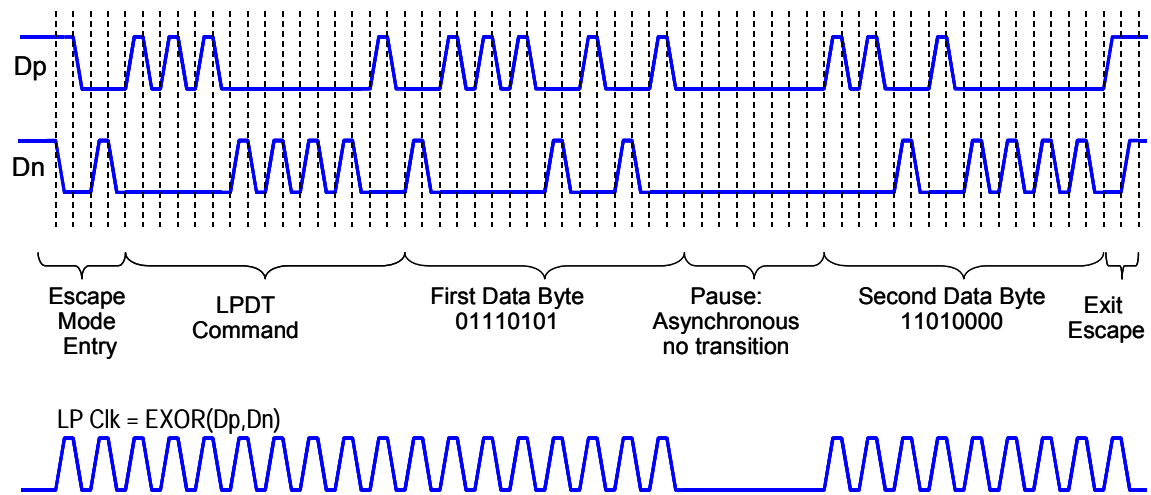 Dp
Dn
Escape
Mode
Entry
LPDT
Command
First Data Byte
01110101
Pause:
Asynchronous
no transition
Second Data Byte
11010000
Exit
Escape
LP Clk = EXOR(Dp,Dn)